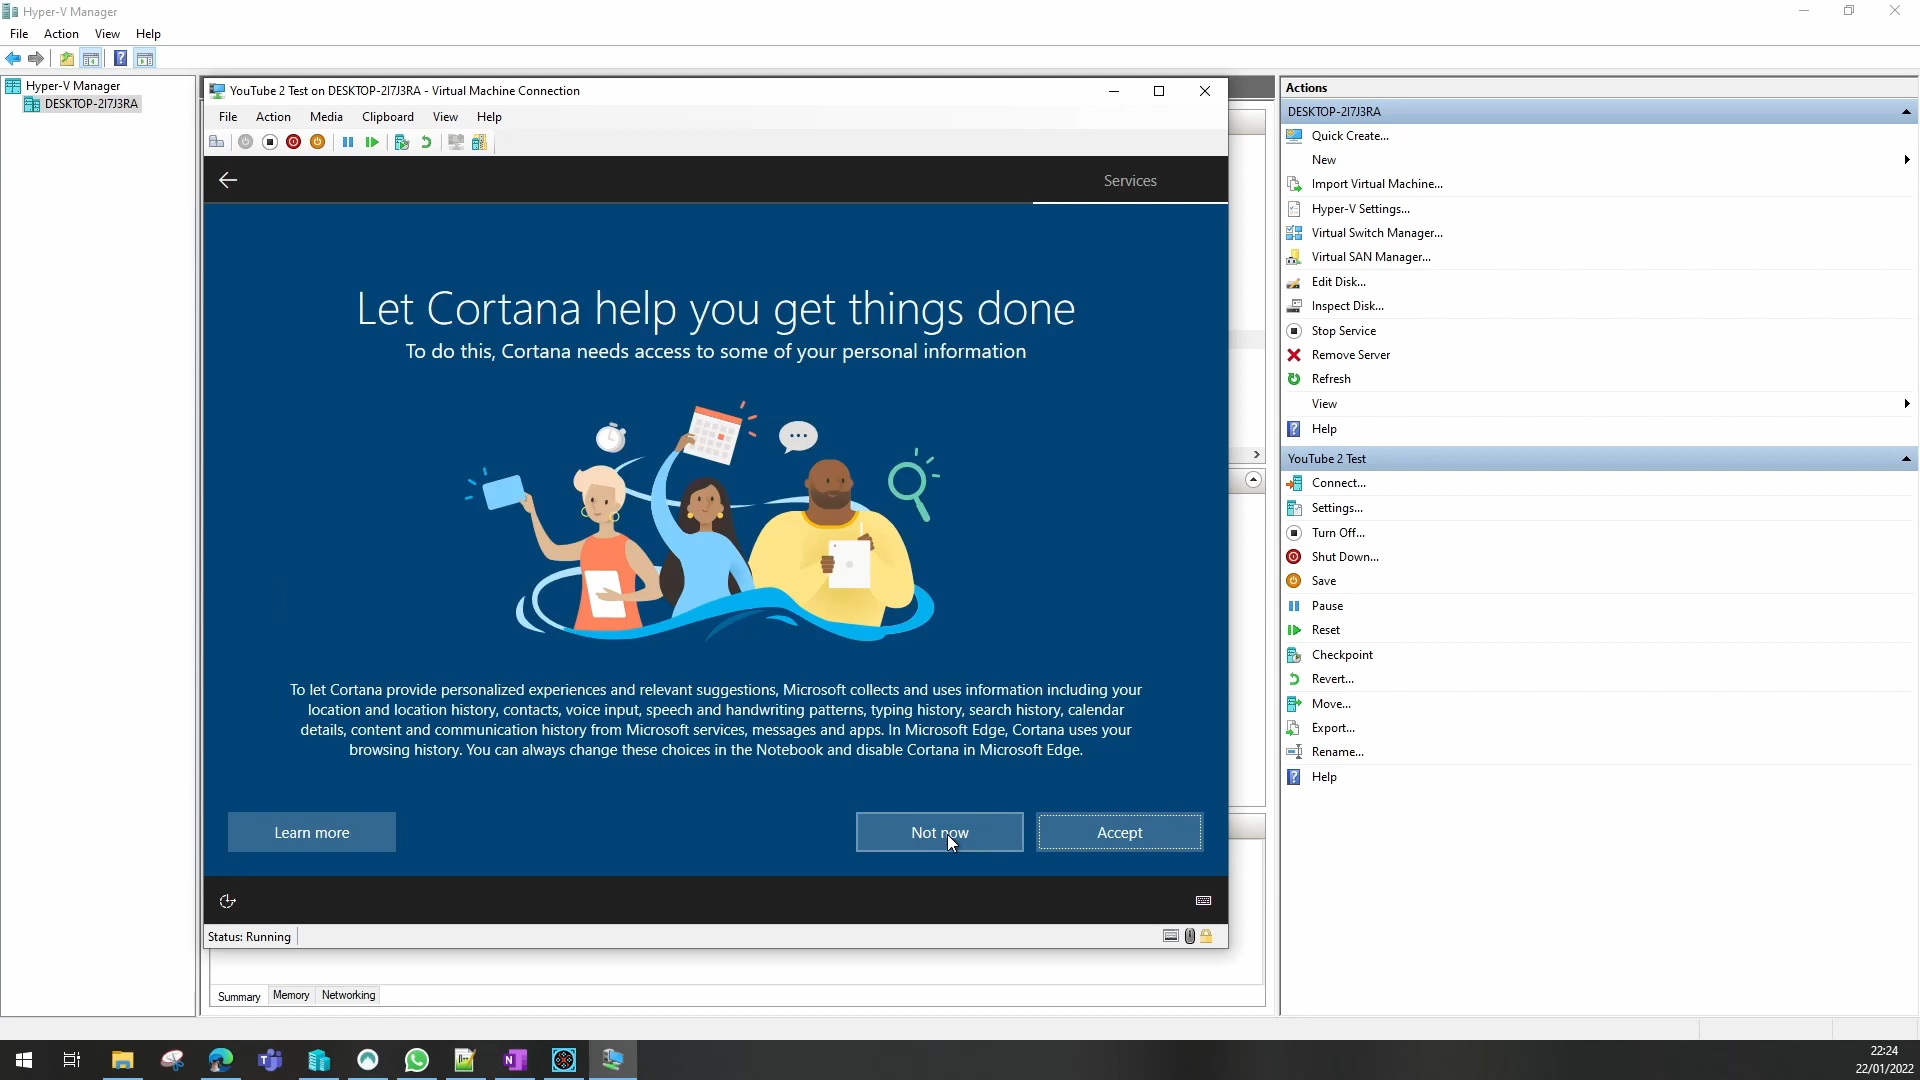 Hyper-V Manager
File Action View Help
Hyper-V Manager
DESKTOP-2I7J3RA
YouTube 2 Test on DESKTOP-2I7J3RA - Virtual Machine Connection
File Action Media Clipboard View Help
Services
Let Cortana help you get things done
To do this, Cortana needs access to some of your personal information
To let Cortana provide personalized experiences and relevant suggestions, Microsoft collects and uses information including your
location and location history, contacts, voice input, speech and handwriting patterns, typing history, search history, calendar
details, content and communication history from Microsoft services, messages and apps. In Microsoft Edge, Cortana uses your
browsing history. You can always change these choices in the Notebook and disable Cortana in Microsoft Edge.
Learn more
Not now
Accept
Status: Running
Summary Memory Networking
Actions
DESKTOP-2I7J3RA
Quick Create...
New
Import Virtual Machine...
Hyper-V Settings...
Virtual Switch Manager...
Virtual SAN Manager...
Edit Disk...
Inspect Disk...
Stop Service
Remove Server
Refresh
View
Help
YouTube 2 Test
Connect...
Settings...
Turn Off...
Shut Down...
Save
Pause
Reset
Checkpoint
Revert...
Move...
Export...
Rename...
Help
22:24
22/01/2022